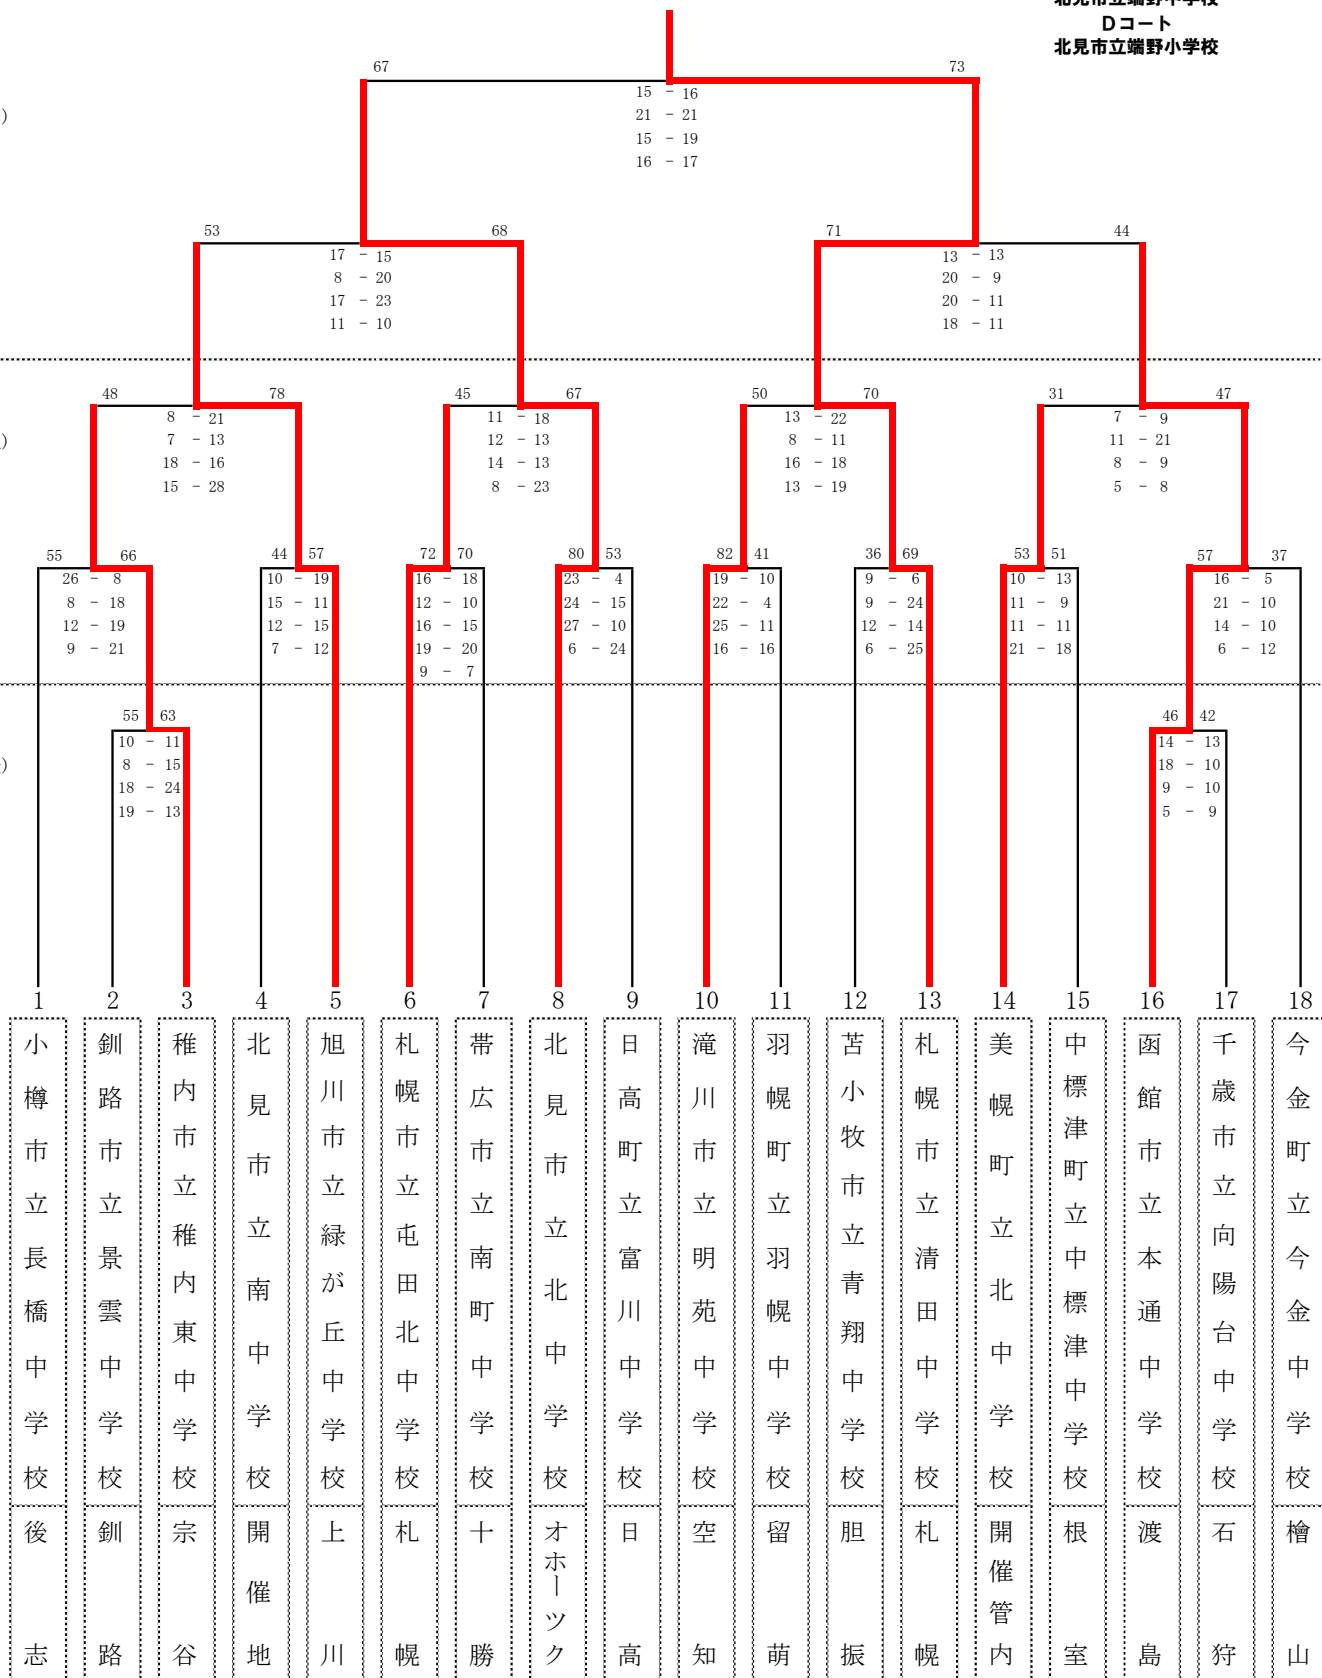 Dコート
北見市立端野小学校
67 73
15 - 16
)
21 - 21
15 - 19
16 - 17
53 68 71 44
17 - 15 13 - 13
8 - 20 20 - 9
17 - 23 20 - 11
11 - 10 18 - 11
48 78 45 67 50 70 31 47
8 - 21 11 - 18 13 - 22 7 - 9
)
7 - 13 12 - 13 8 - 11 11 - 21
18 - 16 14 - 13 16 - 18 8 - 9
15 - 28 8 - 23 13 - 19 5 - 8
55 66 44 57 72 70 80 53 82 41 36 69 53 51 57 37
26 - 8 10 - 19 16 - 18 23 - 4 19 - 10 9 - 6 10 - 13 16 - 5
8 - 18 15 - 11 12 - 10 24 - 15 22 - 4 9 - 24 11 - 9 21 - 10
12 - 19 12 - 15 16 - 15 27 - 10 25 - 11 12 - 14 11 - 11 14 - 10
9 - 21 7 - 12 19 - 20 6 - 24 16 - 16 6 - 25 21 - 18 6 - 12
9 - 7
55 63 46 42
10 - 11 14 - 13
)
8 - 15 18 - 10
18 - 24 9 - 10
19 - 13 5 - 9
1 2 3 4 5 6 7 8 9 10 11 12 13 14 15 16 17 18
小樽市立長橋中学校
後志
釧路市立景雲中学校
釧路
稚内市立稚内東中学校
宗谷
北見市立南中学校
開催地
旭川市立緑が丘中学校
上川
札幌市立屯田北中学校
札幌
帯広市立南町中学校
十勝
北見市立北中学校
オホーツク
日高町立富川中学校
日高
滝川市立明苑中学校
空知
羽幌町立羽幌中学校
留萌
苫小牧市立青翔中学校
胆振
札幌市立清田中学校
札幌
美幌町立北中学校
開催管内
中標津町立中標津中学校
根室
函館市立本通中学校
渡島
千歳市立向陽台中学校
石狩
今金町立今金中学校
檜山